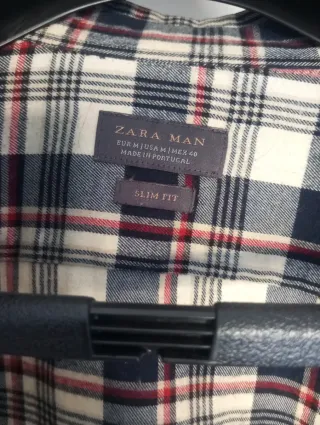 ZARA MAN
EUR M | USA M | MEX 40
MADE IN PORTUGAL
SLIM FIT